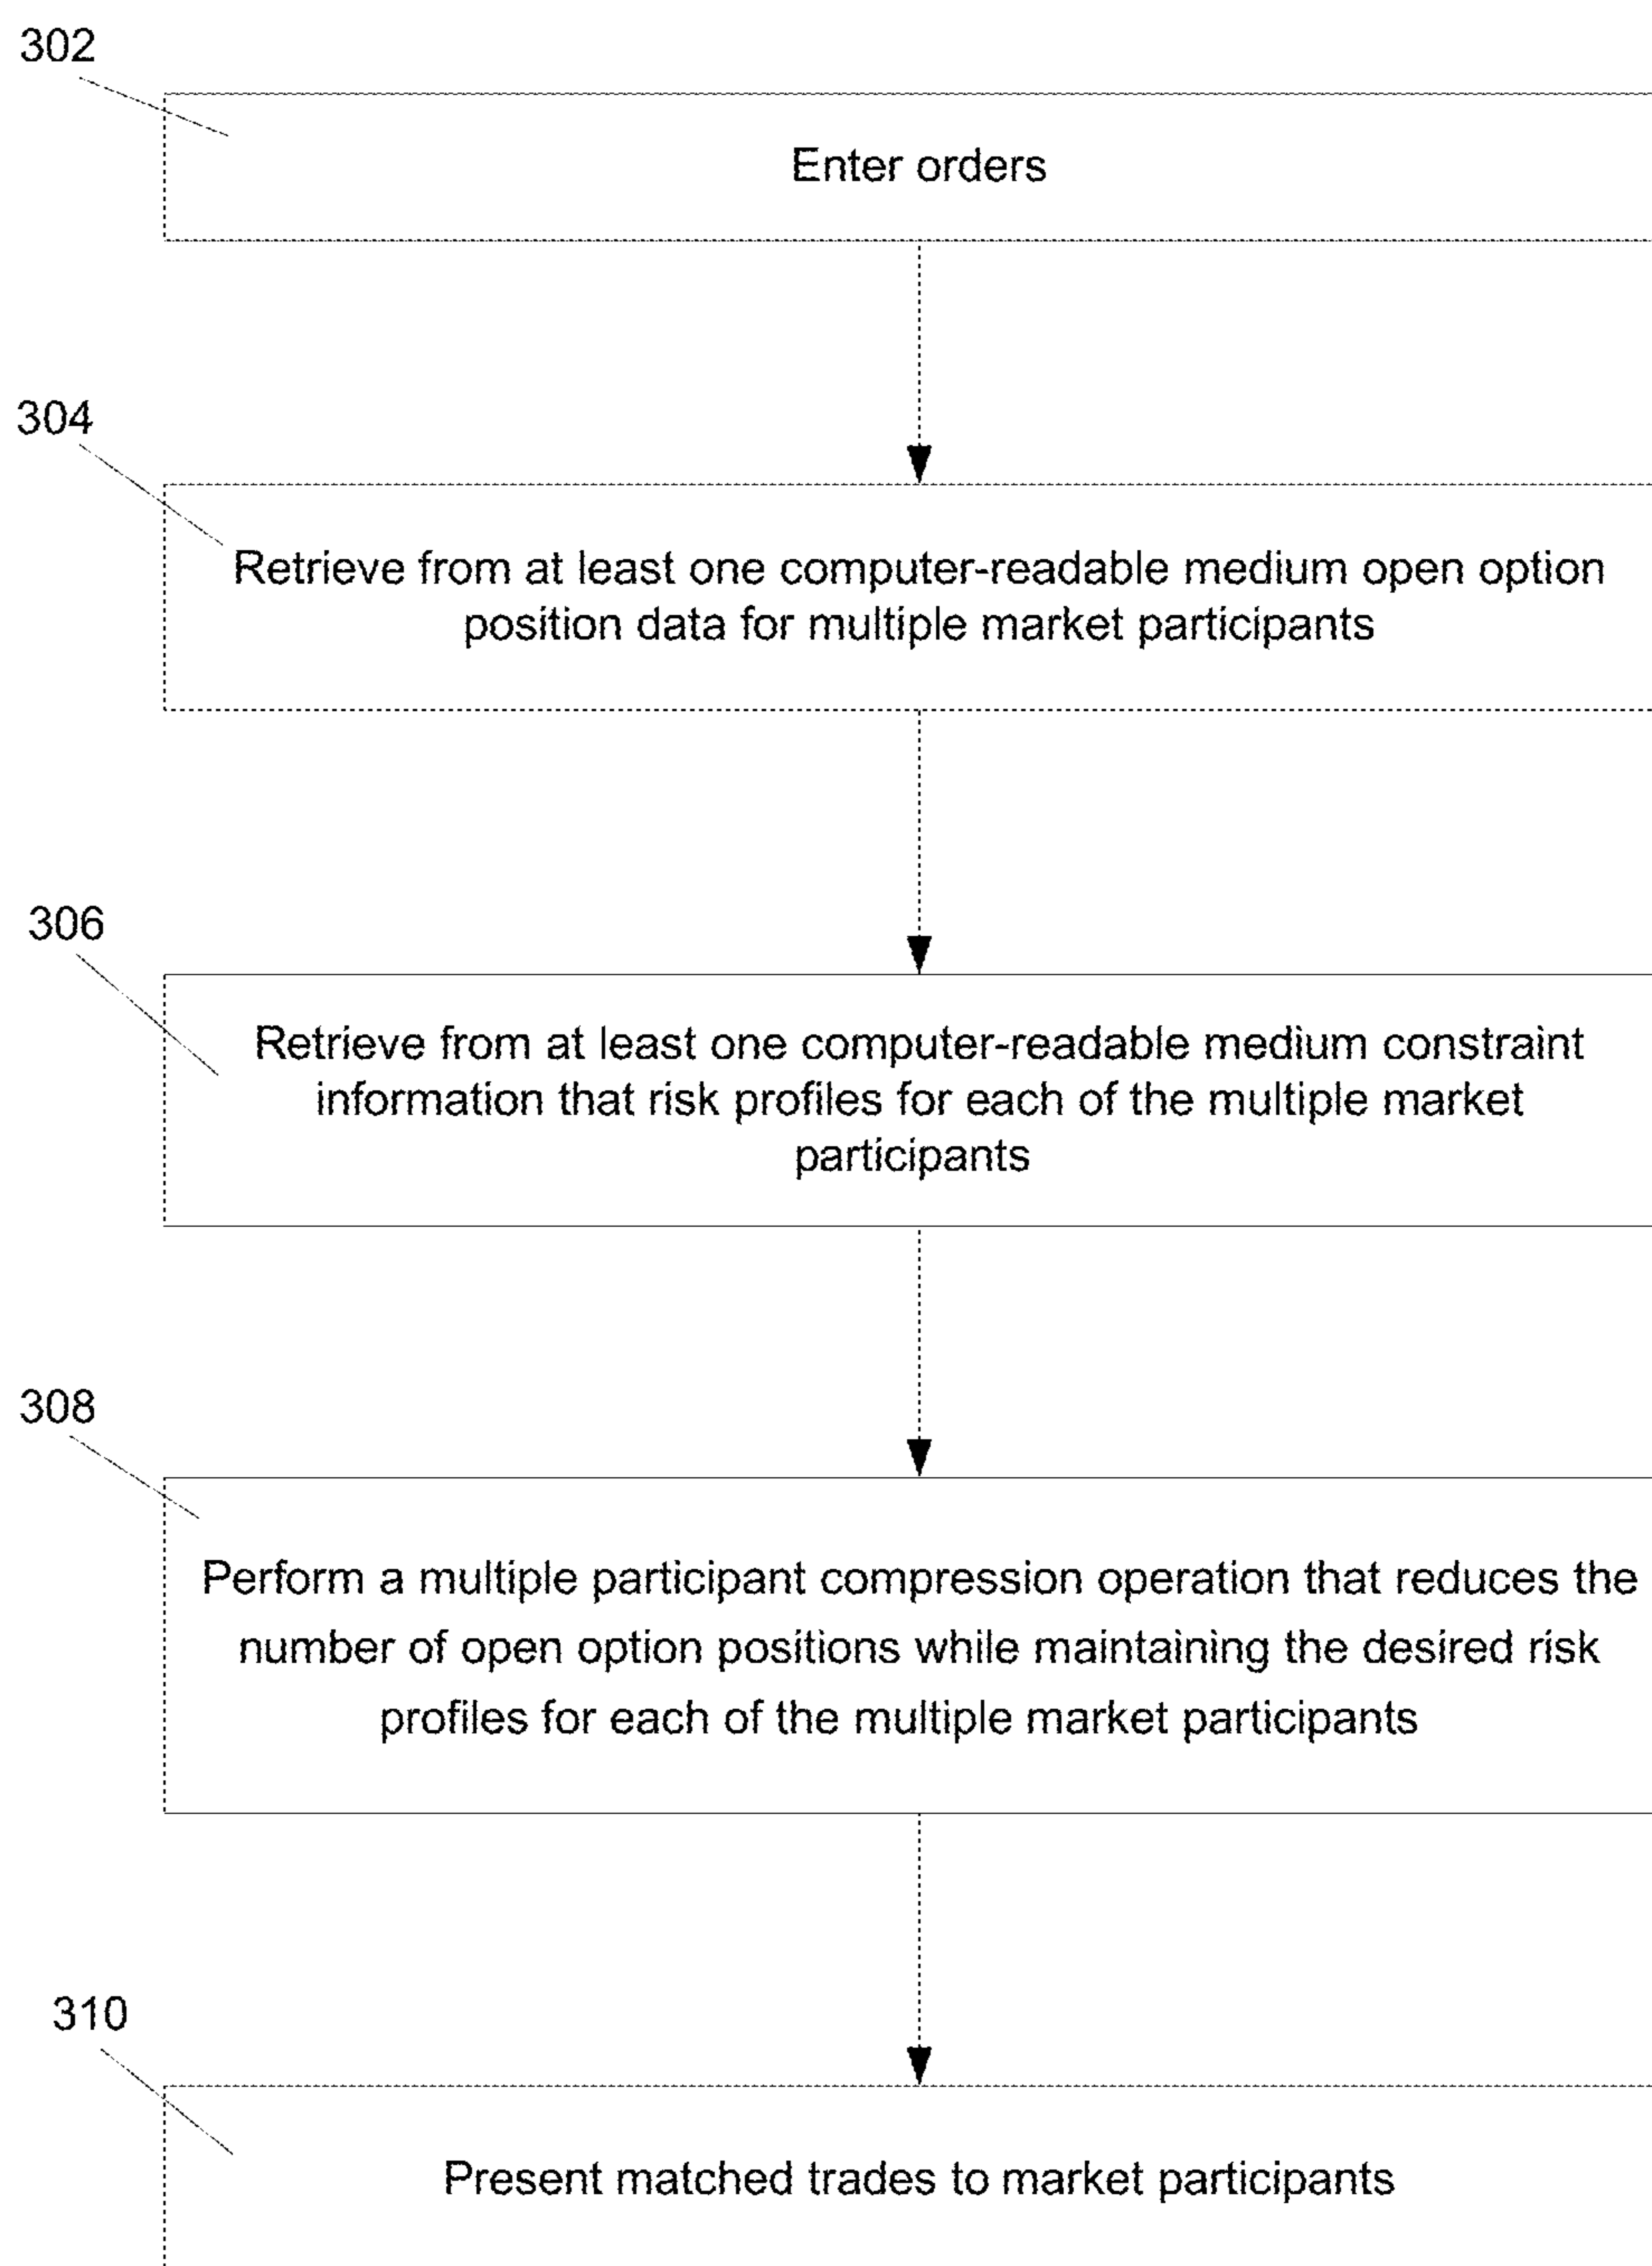 302
Enter orders
304
Retrieve from at least one computer-readable medium open option
position data for multiple market participants
306
Retrieve from at least one computer-readable medium constraint
information that risk profiles for each of the multiple market
participants
308
Perform a multiple participant compression operation that reduces the
number of open option positions while maintaining the desired risk
profiles for each of the multiple market participants
310
Present matched trades to market participants